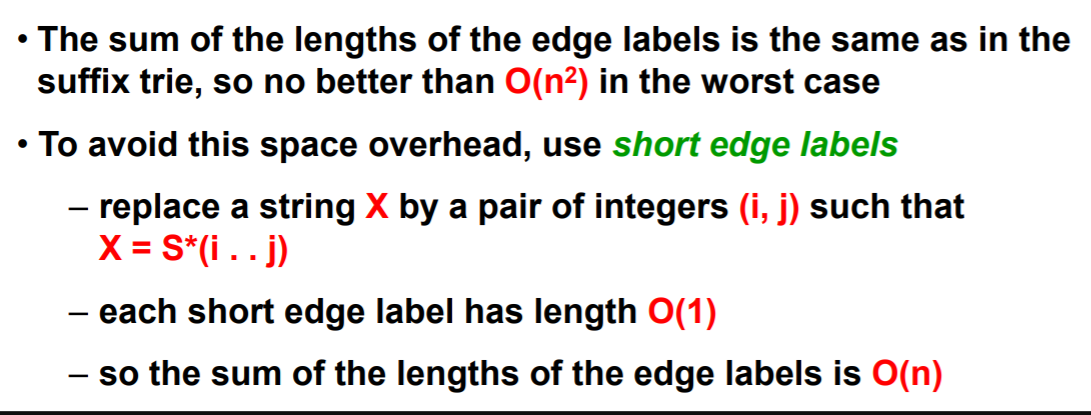 • The sum of the lengths of the edge labels is the same as in the
suffix trie, so no better than O(n²) in the worst case
• To avoid this space overhead, use short edge labels
– replace a string X by a pair of integers (i, j) such that
X = S*(i . . j)
– each short edge label has length O(1)
– so the sum of the lengths of the edge labels is O(n)